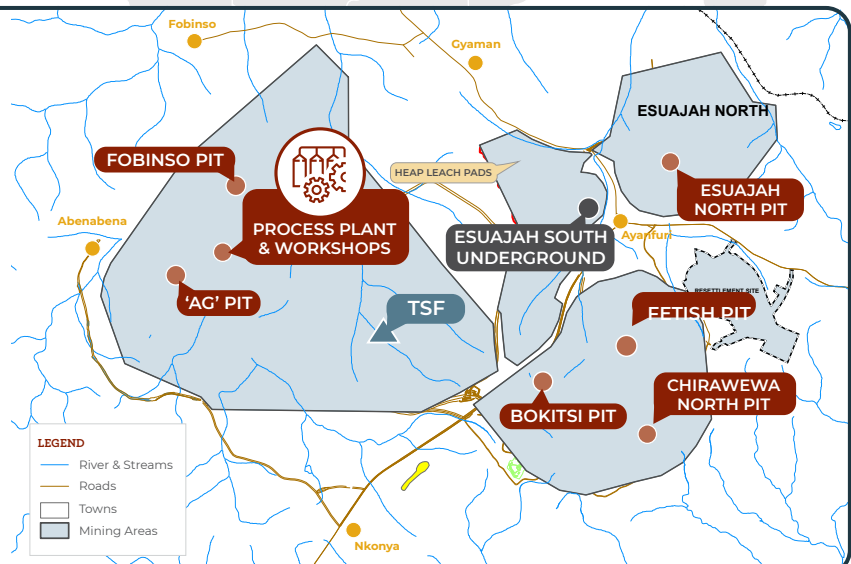 Fobinso
Gyaman
ESUAJAH NORTH
FOBINSO PIT
HEAP LEACH PADS
ESUAJAH
NORTH PIT
Abenabena
PROCESS PLANT
& WORKSHOPS
ESUAJAH SOUTH
UNDERGROUND
Ayanfuri
RESETTLEMENT SITE
'AG' PIT
TSF
FETISH PIT
CHIRAWEWA
NORTH PIT
BOKITSI PIT
LEGEND
River & Streams
Roads
Towns
Mining Areas
Nkonya